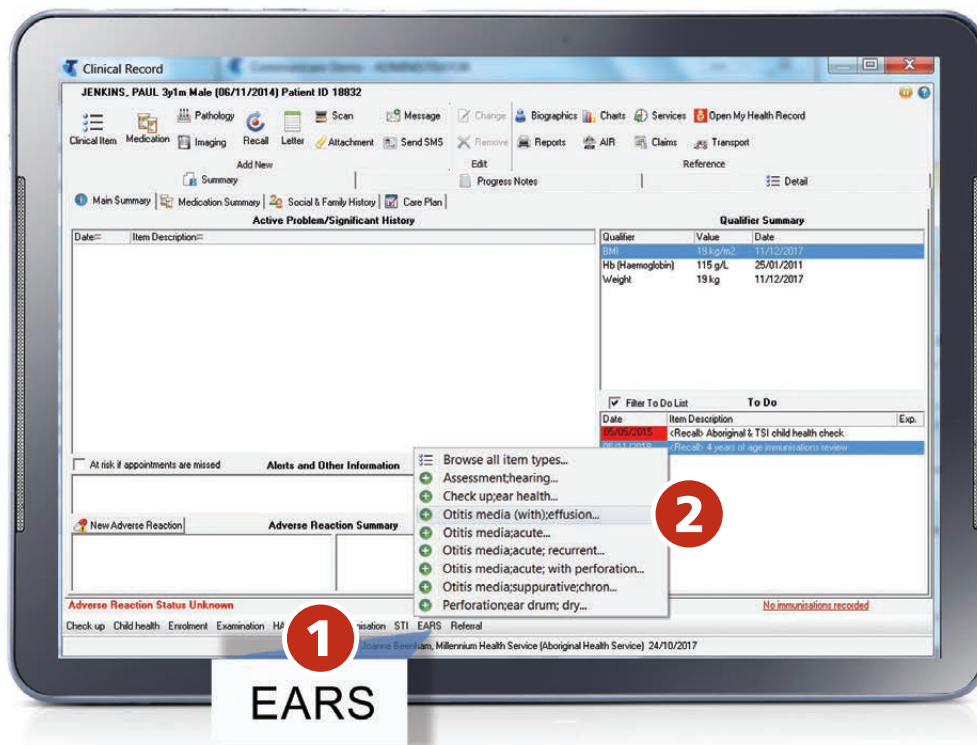 Clinical Record
JENKINS, PAUL 3y1m Male (06/11/2014) Patient ID 18832
Clinical Item
Medication
Pathology
Imaging
Recall
Letter
Scan
Attachment
Message
Send SMS
Add New
Change
Remove
Edit
Biographics
Charts
Services
Open My Health Record
Reports
AIR
Claims
Transport
Reference
Summary
Progress Notes
Detail
Main Summary
Medication Summary
Social & Family History
Care Plan
Active Problem/Significant History
Date
Item Description
Qualifier Summary
Qualifier Value Date
BMI 19 kg/m2 11/12/2017
Hb (Haemoglobin) 115 g/L 25/01/2011
Weight 19 kg 11/12/2017
Filter To Do List
To Do
Date Item Description Exp.
05/05/2015 <Recall> Aboriginal & TSI child health check
<Recall> 4 years of age immunisations review
At risk if appointments are missed
Alerts and Other Information
New Adverse Reaction
Adverse Reaction Summary
Browse all item types...
Assessment;hearing...
Check up;ear health...
Otitis media (with);effusion...
Otitis media;acute...
Otitis media;acute; recurrent...
Otitis media;acute; with perforation...
Otitis media;suppurative;chron...
Perforation;ear drum; dry...
2
Adverse Reaction Status Unknown
No immunisations recorded
Check up Child health Enrolment Examination STI EARS Referral
1
Millennium Health Service (Aboriginal Health Service) 24/10/2017
EARS